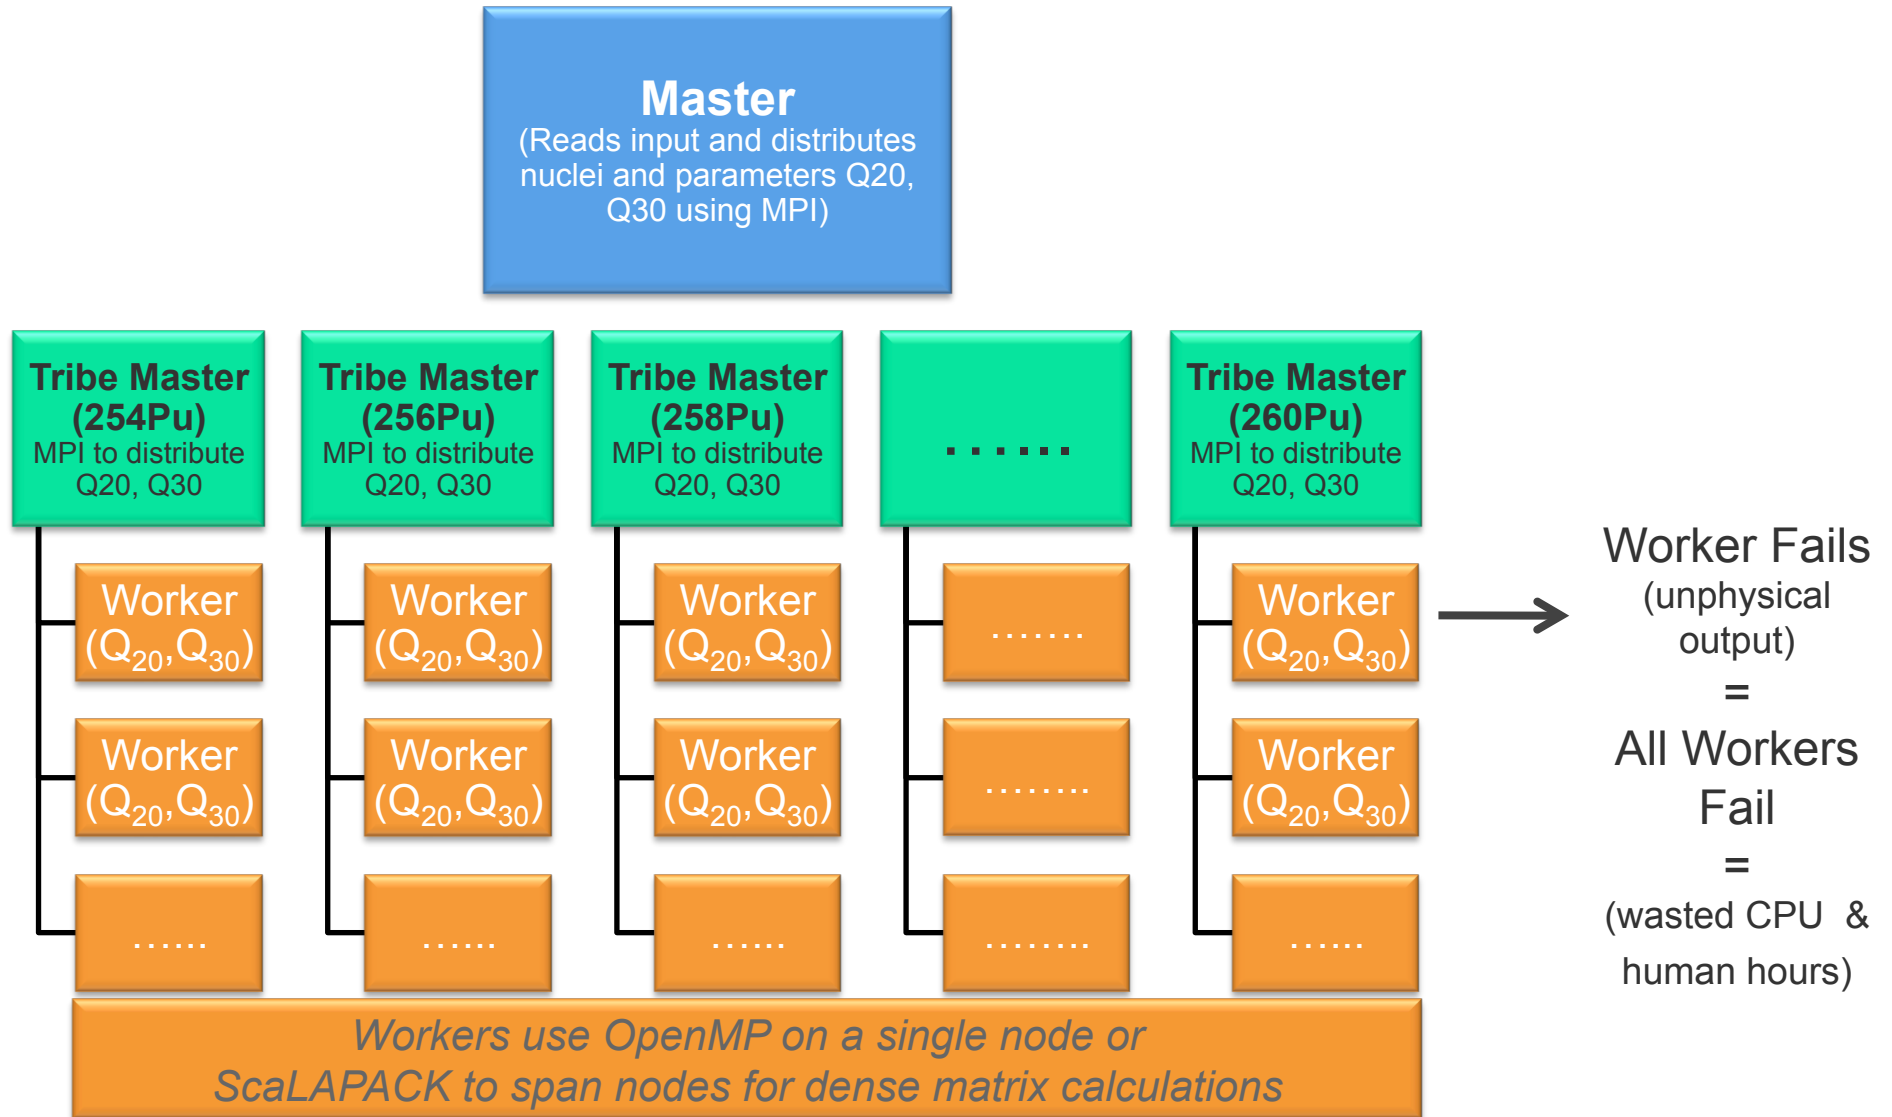 Master
(Reads input and distributes
nuclei and parameters Q20,
Q30 using MPI)
Tribe Master
(254Pu)
MPI to distribute
Q20, Q30
Tribe Master
(256Pu)
MPI to distribute
Q20, Q30
Tribe Master
(258Pu)
MPI to distribute
Q20, Q30
......
Tribe Master
(260Pu)
MPI to distribute
Q20, Q30
Worker
(Q20,Q30)
Worker
(Q20,Q30)
Worker
(Q20,Q30)
.......
Worker
(Q20,Q30)
Worker
(Q20,Q30)
Worker
(Q20,Q30)
Worker
(Q20,Q30)
........
Worker
(Q20,Q30)
......
......
......
........
......
Workers use OpenMP on a single node or
ScaLAPACK to span nodes for dense matrix calculations
Worker Fails
(unphysical
output)
=
All Workers
Fail
=
(wasted CPU &
human hours)